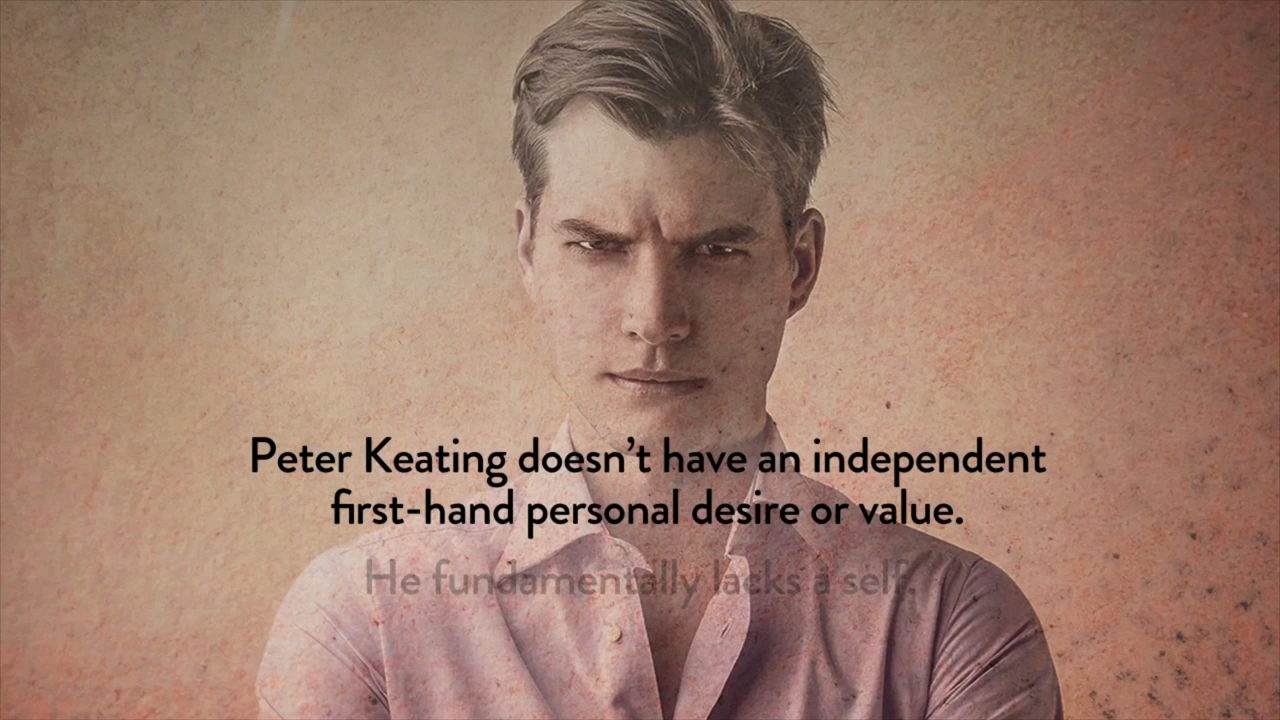 Peter Keating doesn’t have an independent
first-hand personal desire or value.
He fundamentally lacks a self.